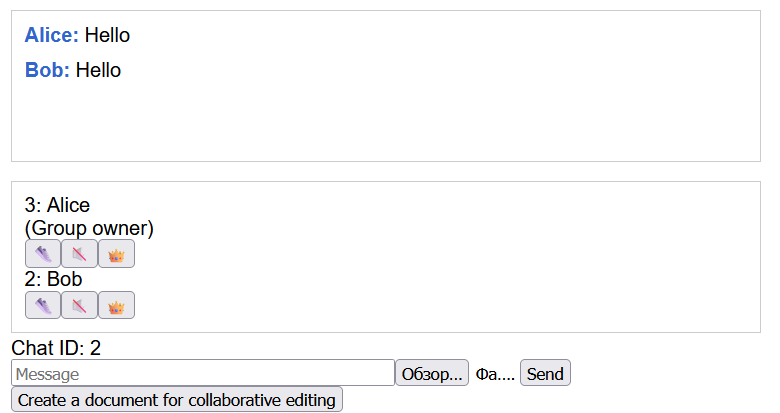 Alice: Hello
Bob: Hello
3: Alice
(Group owner)
2: Bob
Chat ID: 2
Message Обзор... Фа.... Send
Create a document for collaborative editing